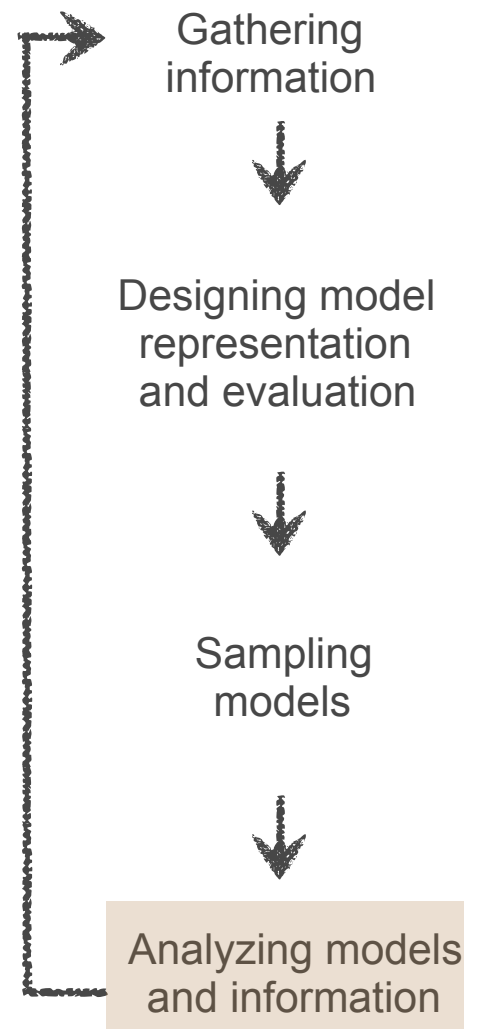 Gathering
information
Designing model
representation
and evaluation
Sampling
models
Analyzing models
and information